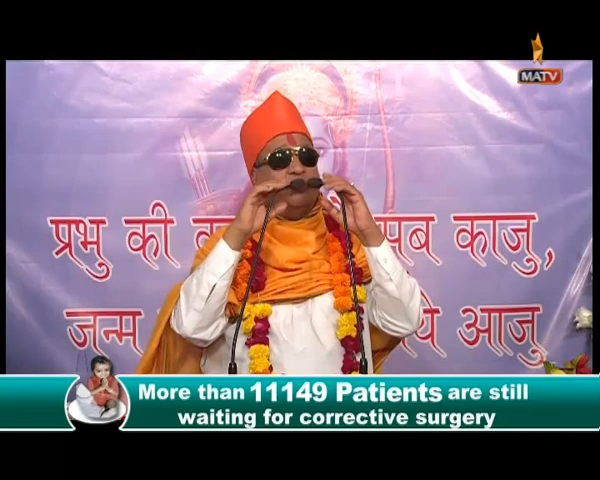 MATV
प्रभु की सब काजु,
जन्म आजु
More than 11149 Patients are still
waiting for corrective surgery